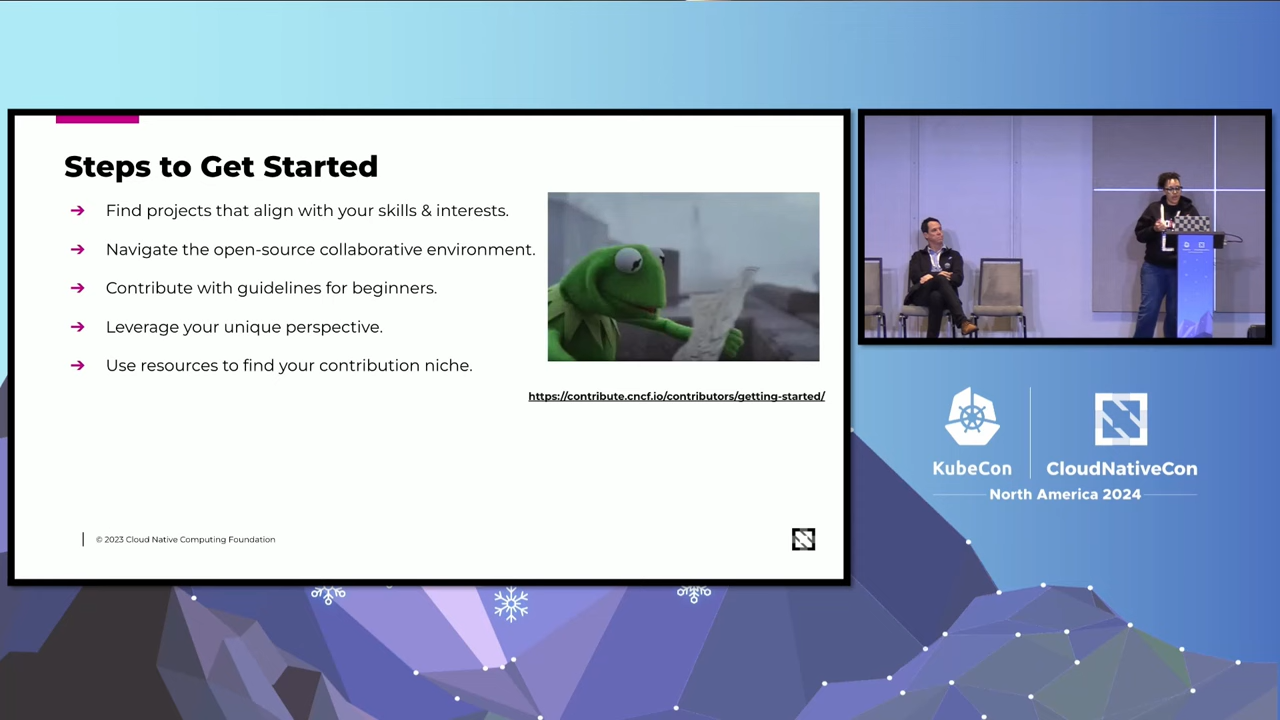 Steps to Get Started
➔ Find projects that align with your skills & interests.
➔ Navigate the open-source collaborative environment.
➔ Contribute with guidelines for beginners.
➔ Leverage your unique perspective.
➔ Use resources to find your contribution niche.
https://contribute.cncf.io/contributors/getting-started/
© 2023 Cloud Native Computing Foundation
KubeCon
CloudNativeCon
North America 2024